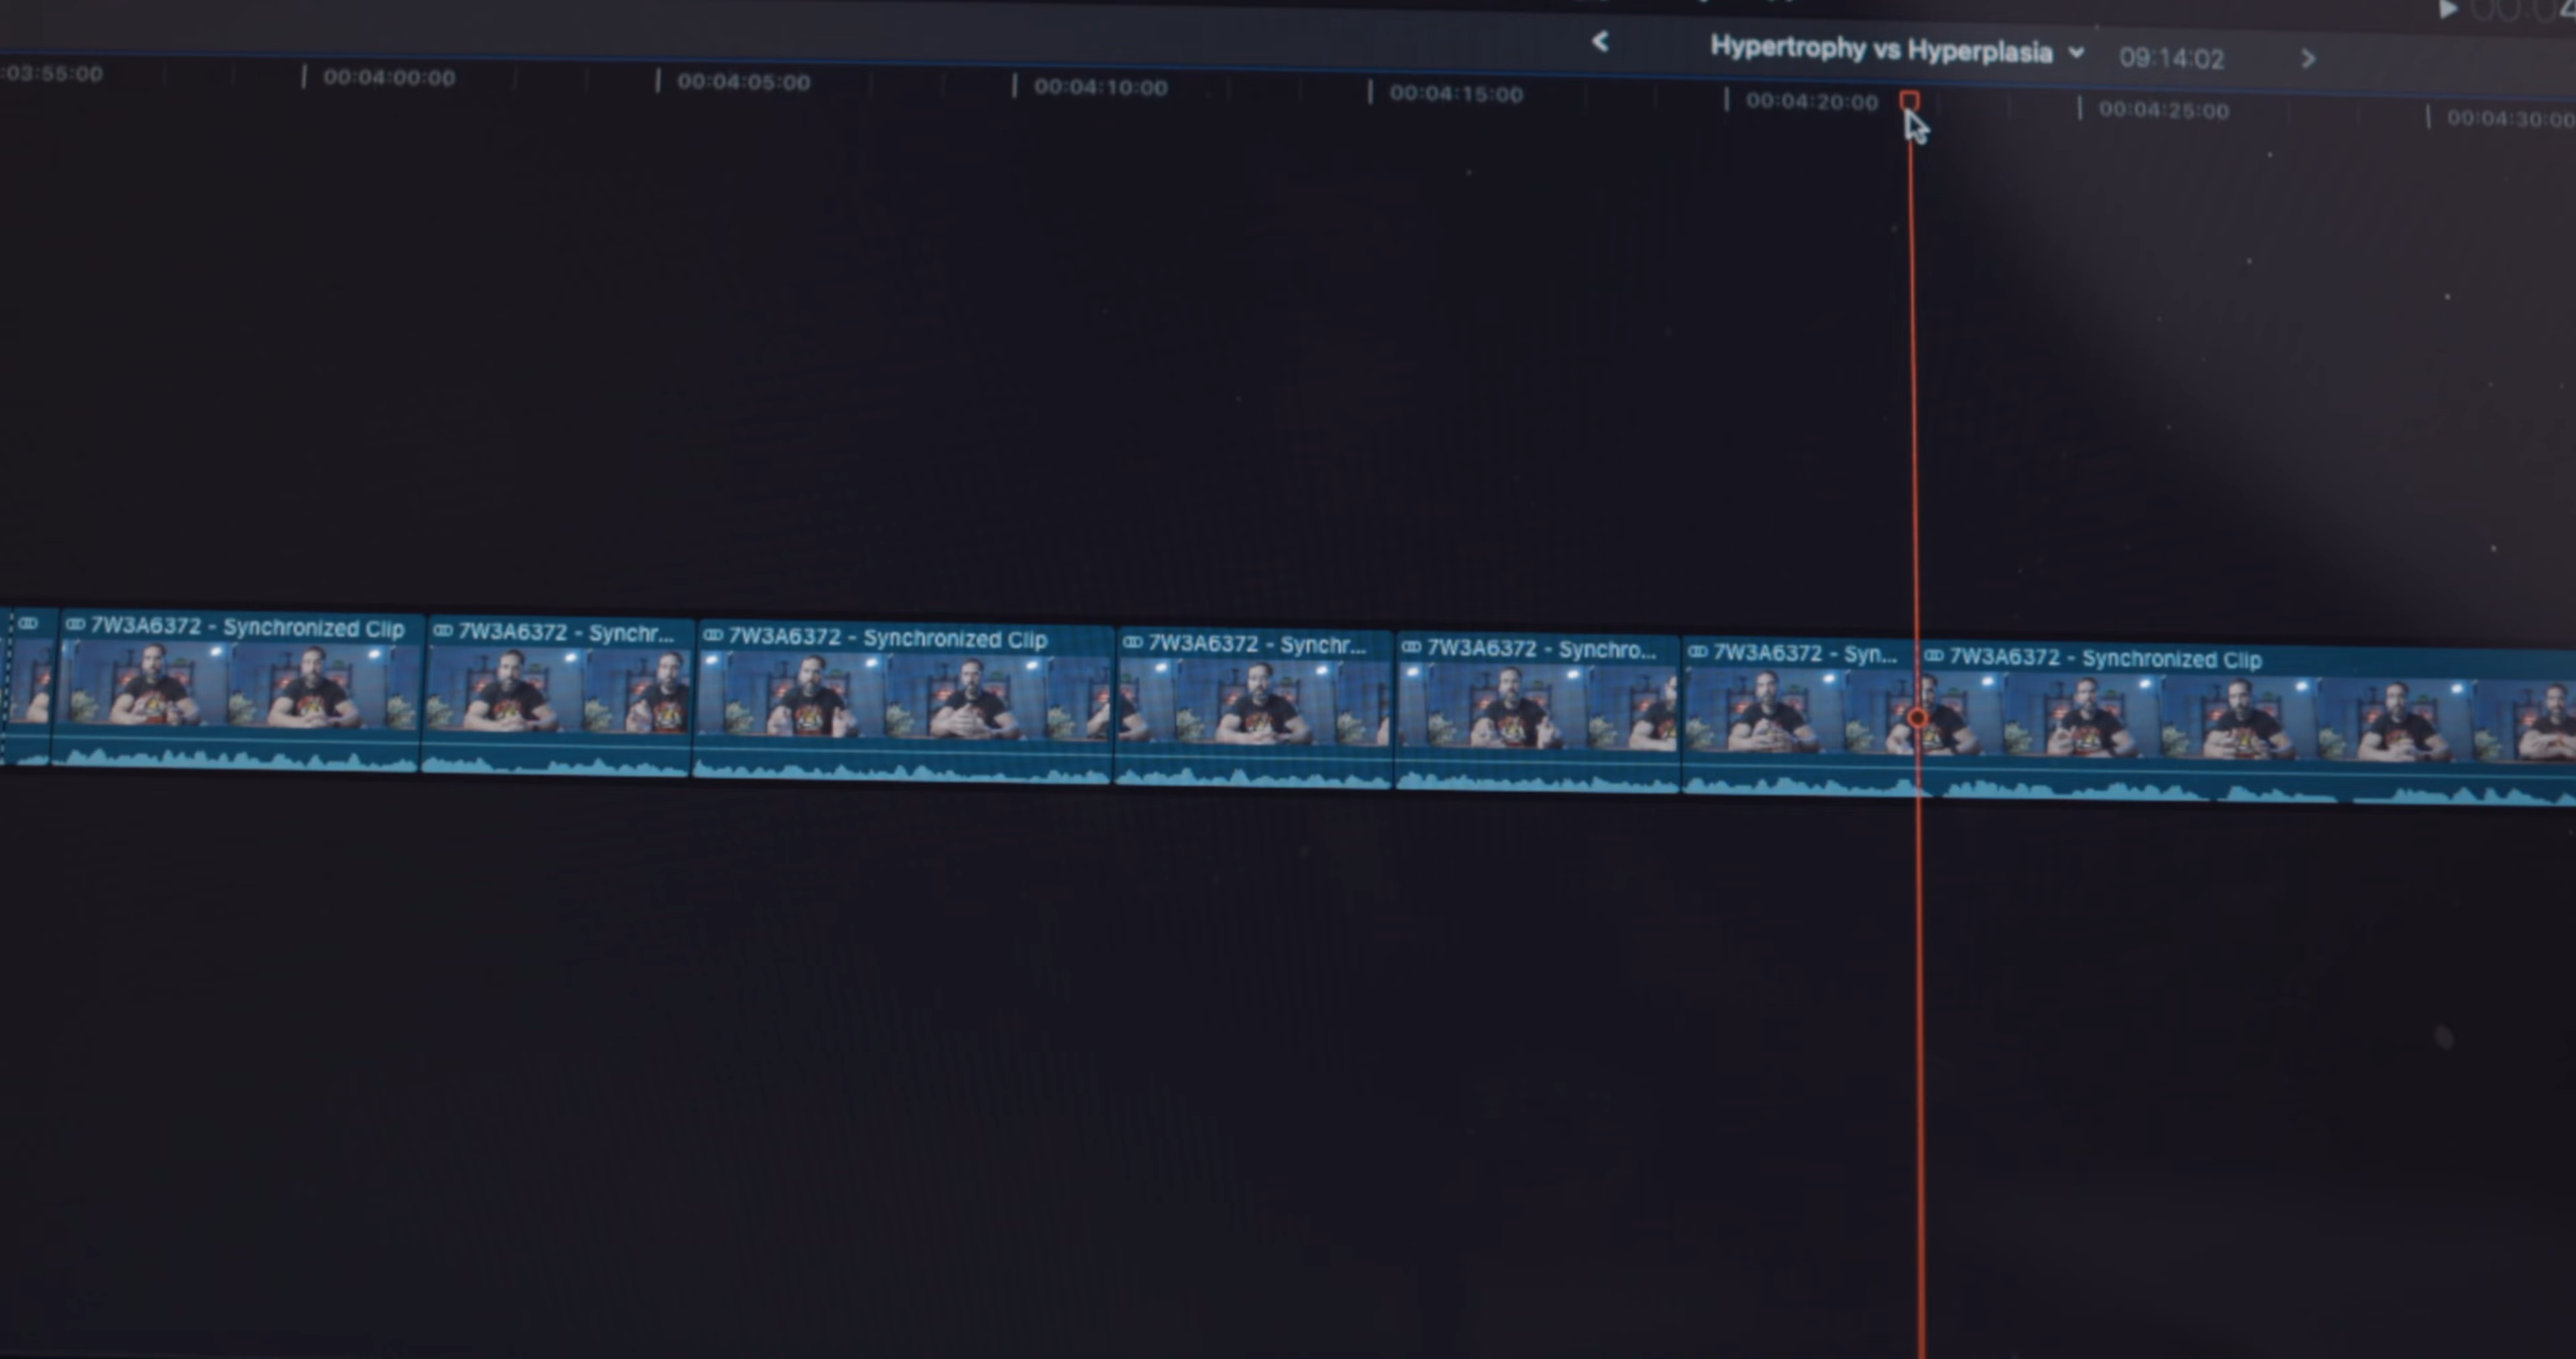 Hypertrophy vs Hyperplasia 09:14:02
:03:55:00 00:04:00:00 00:04:05:00 00:04:10:00 00:04:15:00 00:04:20:00 00:04:25:00 00:04:30:00
7W3A6372 - Synchronized Clip 7W3A6372 - Synchr... 7W3A6372 - Synchronized Clip 7W3A6372 - Synchr... 7W3A6372 - Synchro... 7W3A6372 - Syn... 7W3A6372 - Synchronized Clip